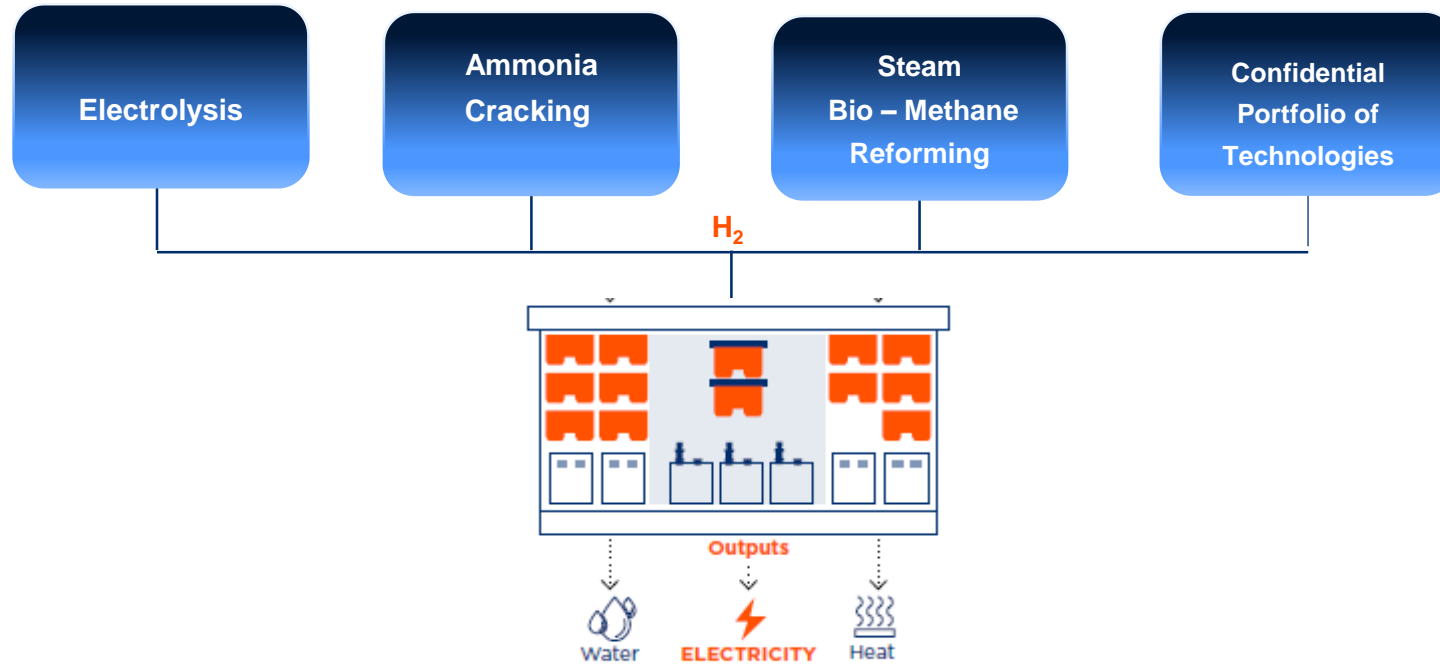 Electrolysis
Ammonia
Cracking
Steam
Bio – Methane
Reforming
Confidential
Portfolio of
Technologies
H₂
Outputs
Water
ELECTRICITY
Heat